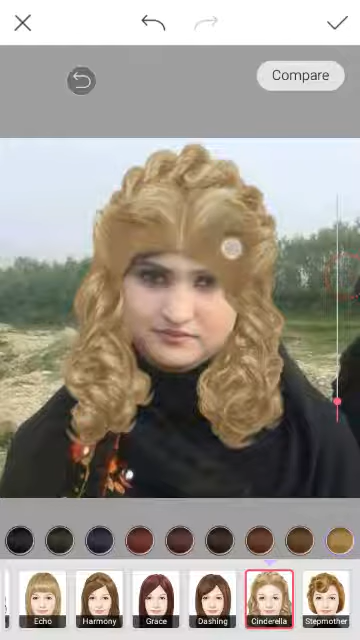 Compare
Echo
Harmony
Grace
Dashing
Cinderella
Stepmother